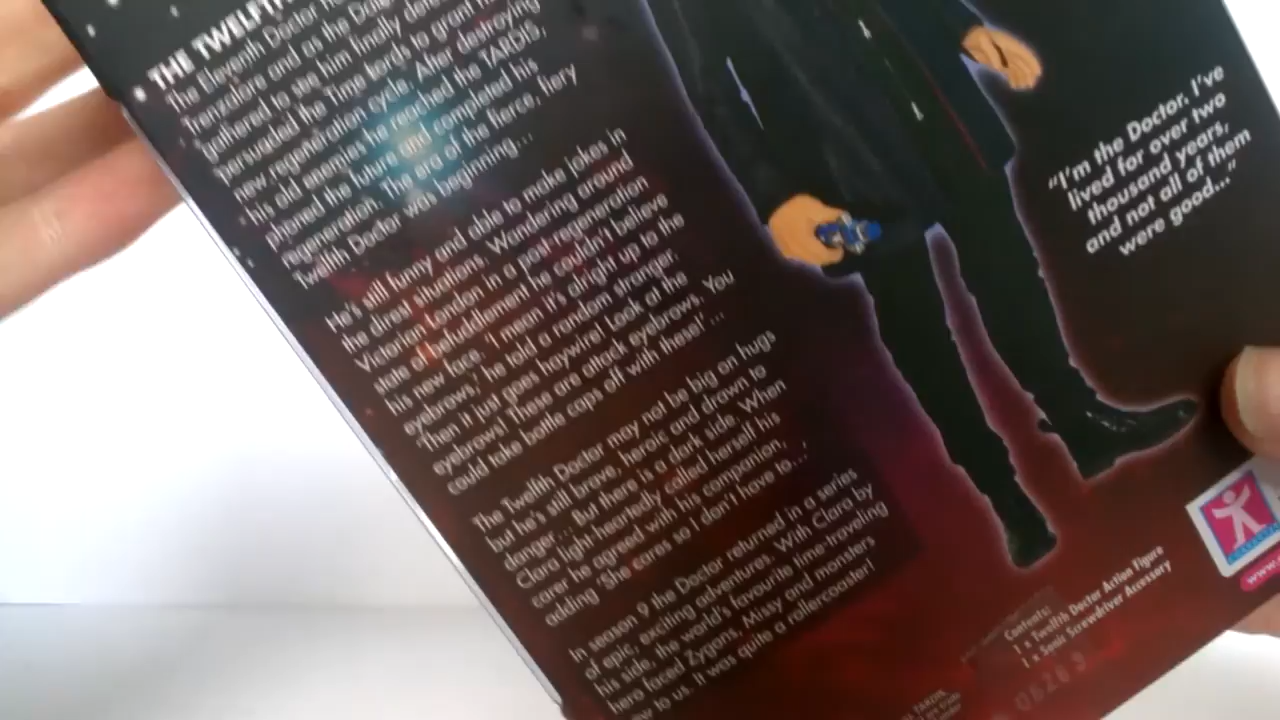 THE TWELFTH
The Eleventh Doctor
Trenzalore and as the
suffered to see him finally
persuaded the Time Lords to grant
new regeneration cycle. After destroying
his old enemies he reached the TARDIS,
phoned the future and completed his
regeneration. The era of the fierce, fiery
Twelfth Doctor was beginning...
He's still funny and able to make jokes in
the direst situations. Wandering around
Victorian London in a post-regeneration
state of befuddlement he couldn't believe
his new face. 'I mean it's alright up to the
eyebrows,' he told a random stranger.
'Then it just goes haywire! Look at the
eyebrows! These are attack eyebrows. You
could take bottle caps off with these!' ...
The Twelfth Doctor may not be big on hugs
but he's still brave, heroic and drawn to
danger... But there is a dark side. When
Clara light-heartedly called herself his
carer he agreed with his companion,
adding 'She cares so I don't have to...'
In season 9 the Doctor returned in a series
of epic, exciting adventures. With Clara by
his side, the world's favourite time-traveling
hero faced Zygons, Missy and monsters
new to us. It was quite a rollercoaster!
"I'm the Doctor. I've
lived for over two
thousand years,
and not all of them
were good..."
Contents:
1 x Twelfth Doctor Action Figure
1 x Sonic Screwdriver Accessory